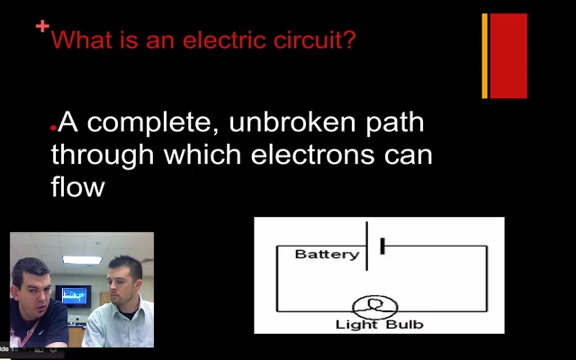 What is an electric circuit?
A complete, unbroken path
through which electrons can
flow
Battery
Light Bulb